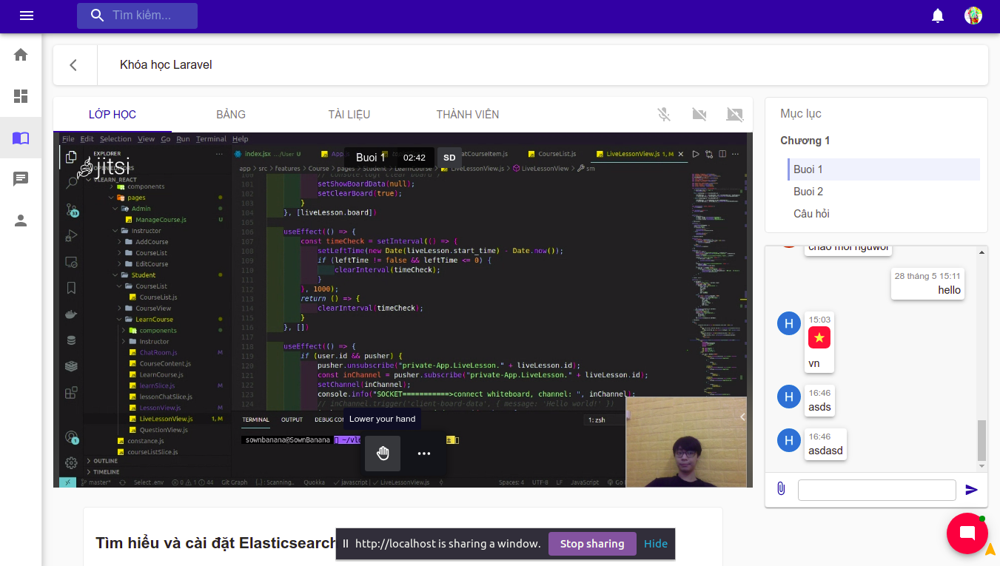 Tìm kiếm...
Khóa học Laravel
LỚP HỌC BẢNG TÀI LIỆU THÀNH VIÊN
File Edit Selection View Go Run Terminal Help
EXPLORER
jitsi
VLEARN_REACT
components
pages
Admin
ManageCourse.js U
Instructor
AddCourse
CourseList
EditCourse
Student
CourseList
CourseList.js
CourseView
LearnCourse
components
Instructor
ChatRoom.js M
CourseContent.js
LearnCourse.js
learnSlice.js M
lessonChatSlice.js
LessonView.js M
LiveLessonView.js 1, M
QuestionView.js
constance.js
courseListSlice.js
OUTLINE
TIMELINE
index.jsx .../User U
Buoi 1 02:42 SD
CourseList.js
LiveLessonView.js 1, M
app > src > features > Course > pages > Student > LearnCourse > LiveLessonView.js > LiveLessonView > sm
101 setShowBoardData(null);
102 setClearBoard(true);
103 }
104 }, [liveLesson.board])
105
106 useEffect(() => {
107 const timeCheck = setInterval(() => {
108 setLeftTime(new Date(liveLesson.start_time) - Date.now());
109 if (leftTime != false && leftTime <= 0) {
110 clearInterval(timeCheck);
111 }
112 }, 1000);
113 return () => {
114 clearInterval(timeCheck);
115 }
116 }, [])
117
118 useEffect(() => {
119 if (user.id && pusher) {
120 pusher.unsubscribe("private-App.LiveLesson." + liveLesson.id);
121 const inChannel = pusher.subscribe("private-App.LiveLesson." + liveLesson.id);
122 setChannel(inChannel);
123 console.info("SOCKET===========>connect whiteboard, channel: ", inChannel);
124 // inChannel.trigger('client-board-data', { message: 'Hello world!' })
TERMINAL OUTPUT DEBUG CON
1: zsh
Lower your hand
sownbanana@SownBanana ~/vle
master* Select .env 0 1 44 Git Graph {..} : Scanning.. Quokka javascript | LiveLessonView.js Spaces: 4 UTF-8 LF JavaScript Go
Mục lục
Chương 1
Buoi 1
Buoi 2
Câu hỏi
chào mọi người
28 tháng 5 15:11
hello
H
15:03
vn
H
16:46
asds
H
16:46
asdasd
Tìm hiểu và cài đặt Elasticsearch
http://localhost is sharing a window. Stop sharing Hide